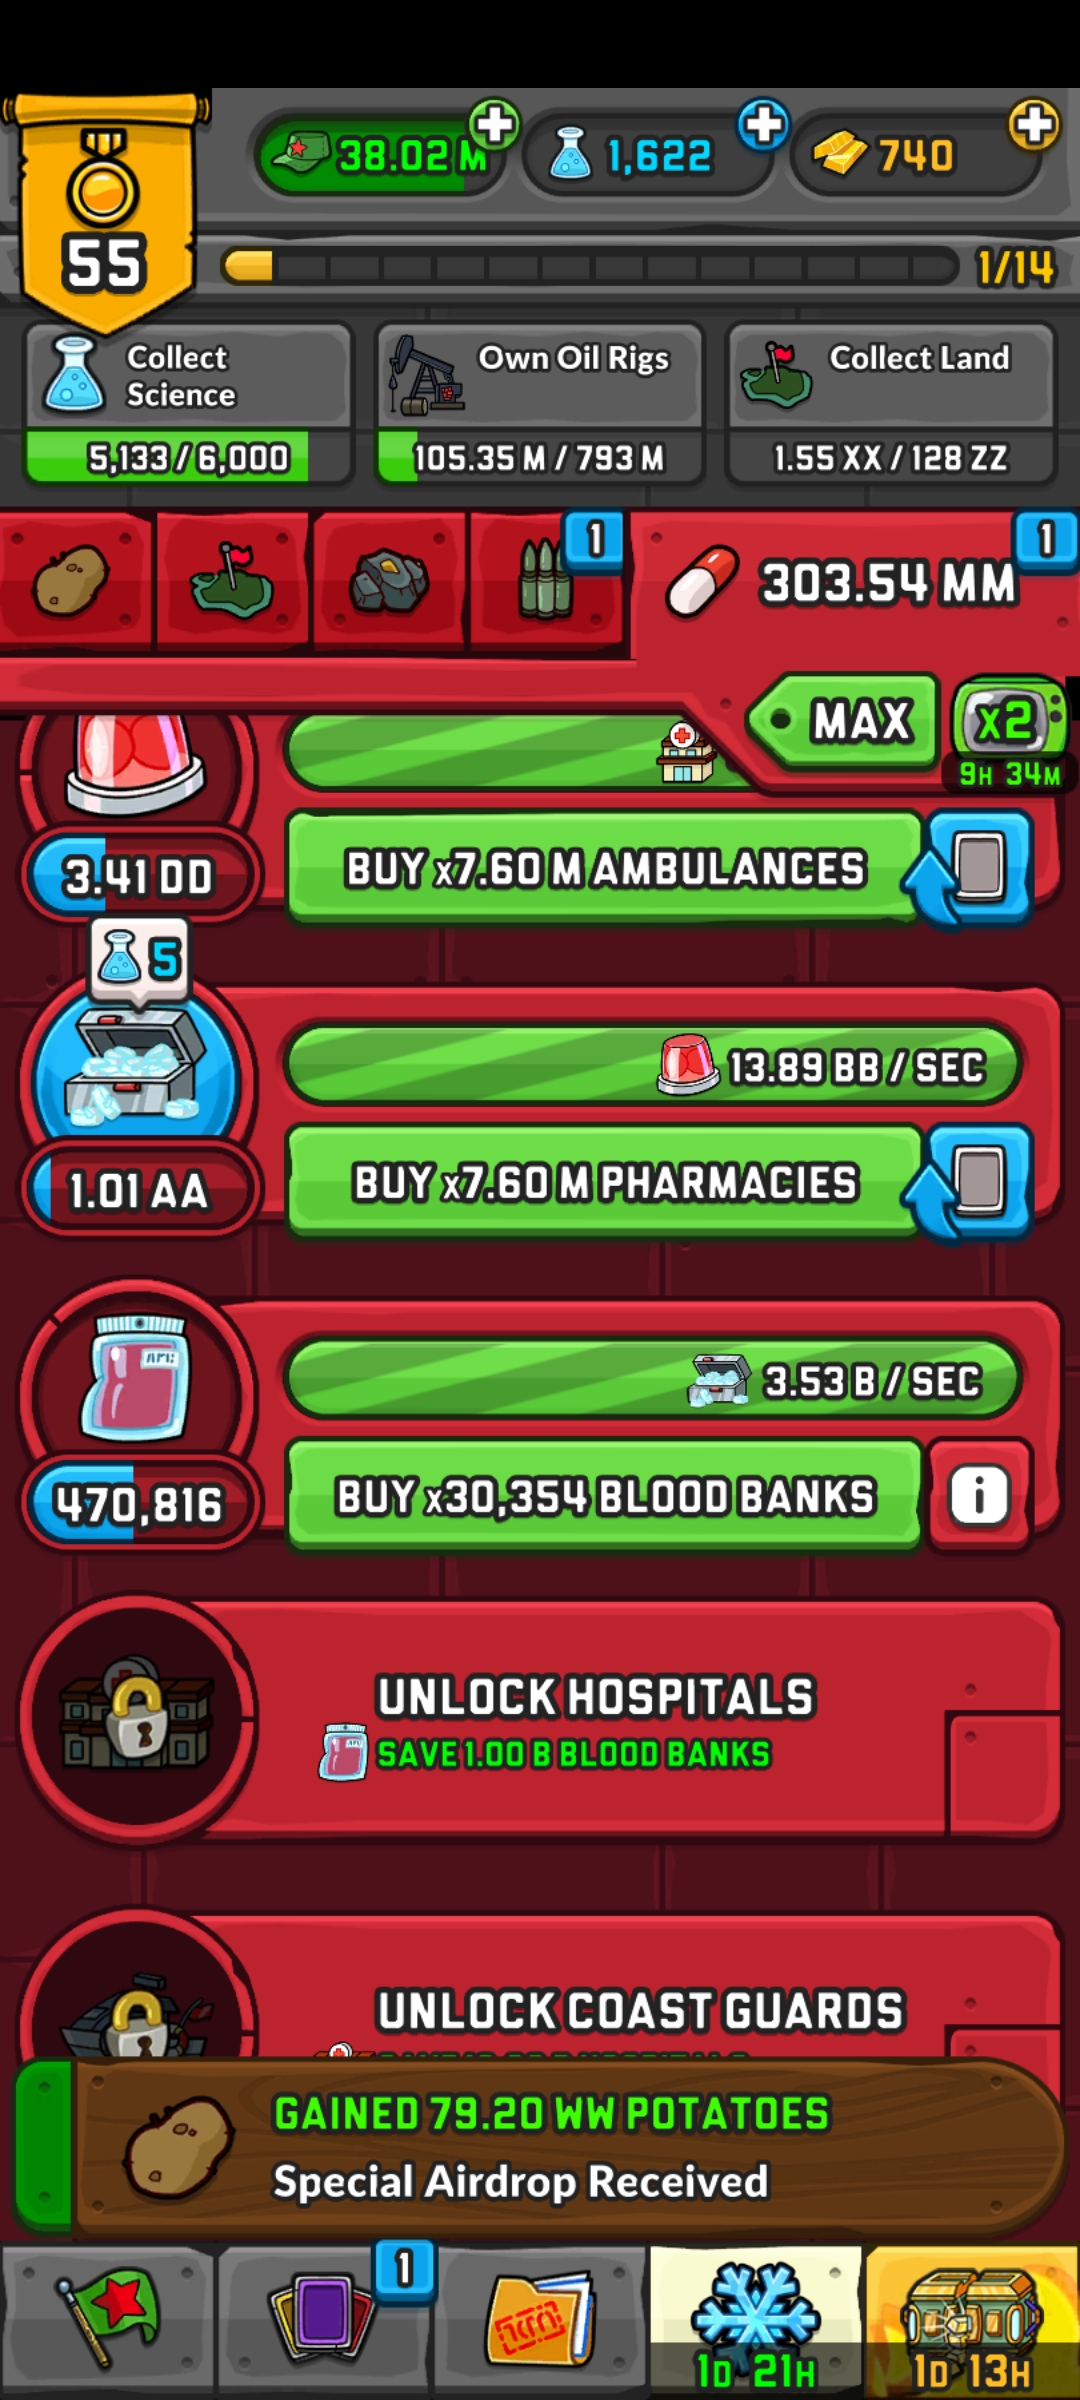 38.02 M
1,622
740
55
1/14
Collect
Science
5,133 / 6,000
Own Oil Rigs
105.35 M / 793 M
Collect Land
1.55 XX / 128 ZZ
1
303.54 MM
1
MAX
x2
9H 34M
3.41 DD
BUY x7.60 M AMBULANCES
5
13.89 BB / SEC
1.01 AA
BUY x7.60 M PHARMACIES
3.53 B / SEC
470,816
BUY x30,354 BLOOD BANKS
i
UNLOCK HOSPITALS
SAVE 1.00 B BLOOD BANKS
UNLOCK COAST GUARDS
GAINED 79.20 WW POTATOES
Special Airdrop Received
1
1D 21H
1D 13H